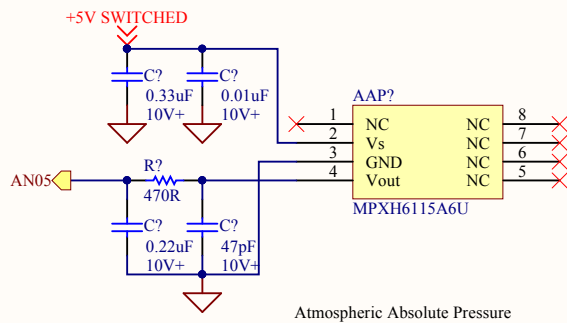 +5V SWITCHED
C?
0.33uF
10V+
C?
0.01uF
10V+
AAP?
1 NC NC 8
2 Vs NC 7
3 GND NC 6
4 Vout NC 5
MPXH6115A6U
AN05
R?
470R
C?
0.22uF
10V+
C?
47pF
10V+
Atmospheric Absolute Pressure